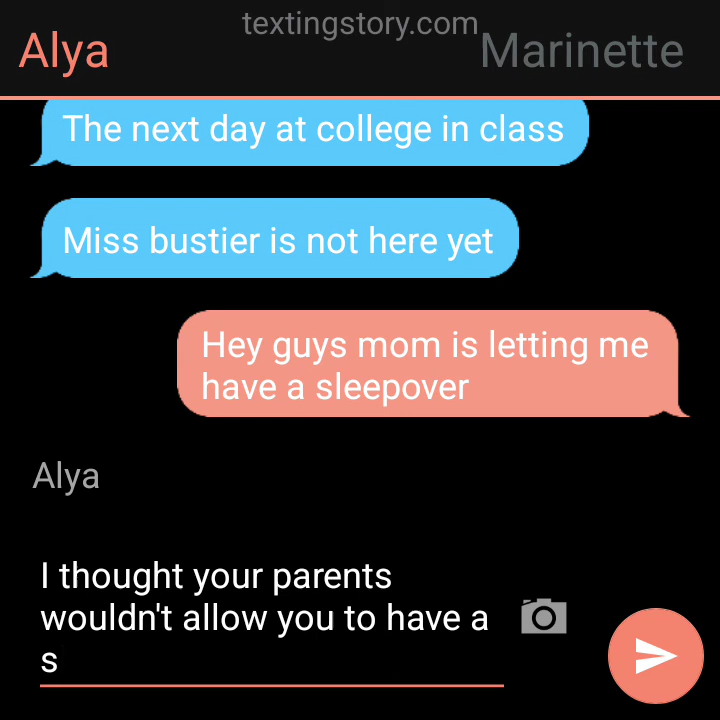 textingstory.com
Alya
Marinette
The next day at college in class
Miss bustier is not here yet
Hey guys mom is letting me
have a sleepover
Alya
I thought your parents
wouldn't allow you to have a
s